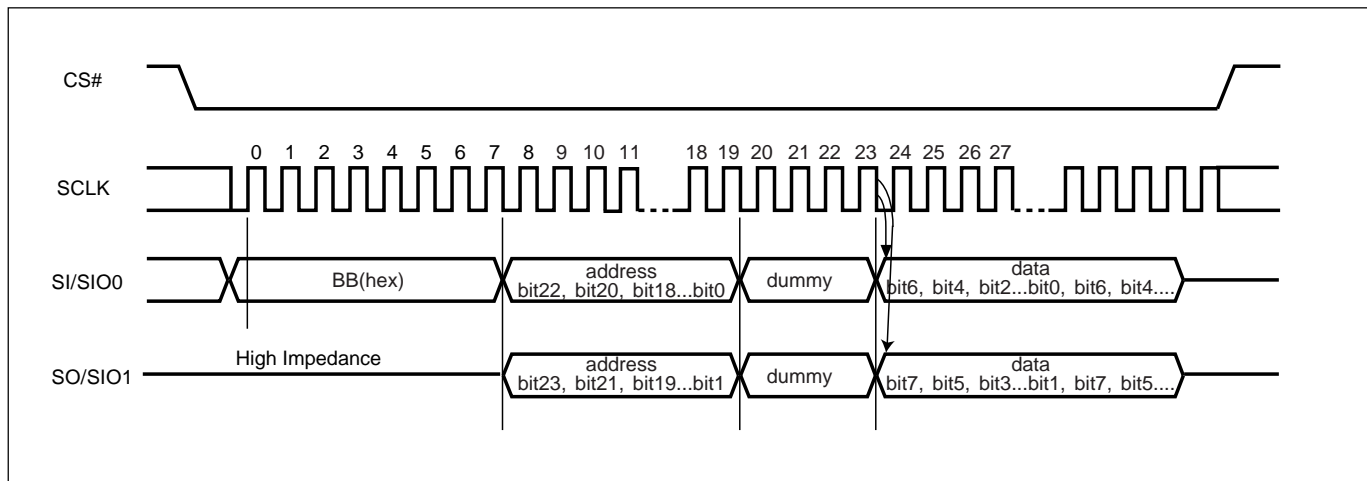 CS#
0 1 2 3 4 5 6 7 8 9 10 11 18 19 20 21 22 23 24 25 26 27
SCLK
SI/SIO0
BB(hex)
address
bit22, bit20, bit18...bit0
dummy
data
bit6, bit4, bit2...bit0, bit6, bit4....
High Impedance
SO/SIO1
address
bit23, bit21, bit19...bit1
dummy
data
bit7, bit5, bit3...bit1, bit7, bit5....